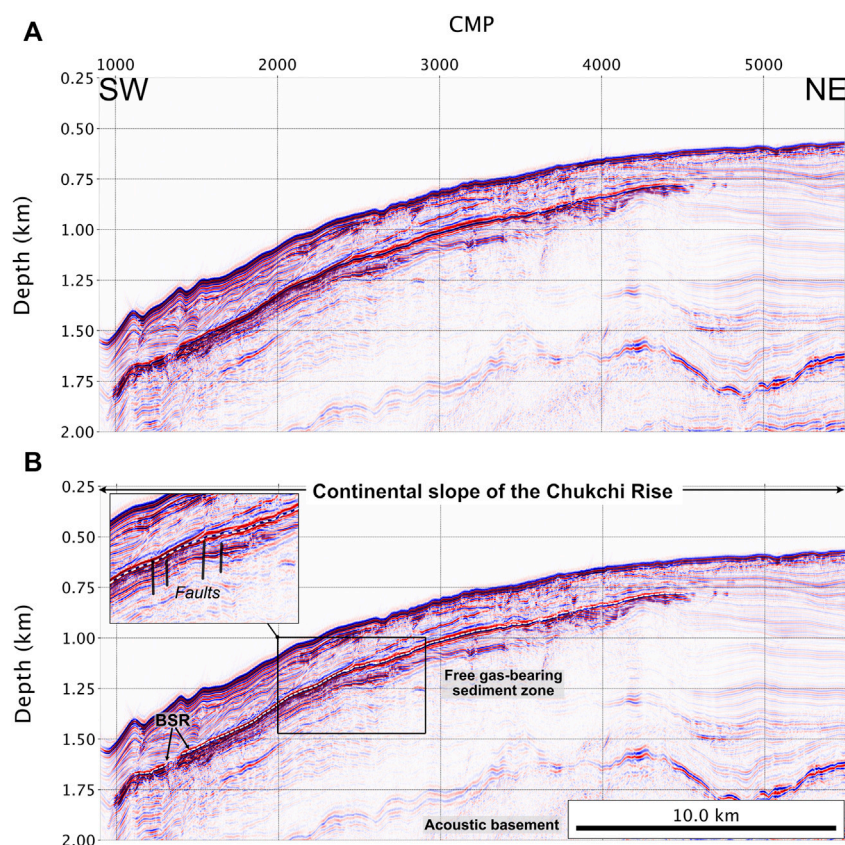 A
CMP
1000 2000 3000 4000 5000
SW NE
0.25
0.50
0.75
1.00
1.25
1.50
1.75
2.00
Depth (km)
B
Continental slope of the Chukchi Rise
0.25
0.50
0.75
1.00
1.25
1.50
1.75
2.00
Depth (km)
Faults
Free gas-bearing
sediment zone
BSR
Acoustic basement
10.0 km